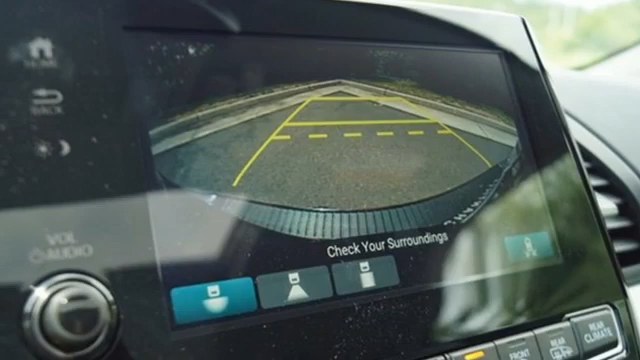 HOME
BACK
VOL
AUDIO
Check Your Surroundings
FRONT
REAR
REAR
CLIMATE